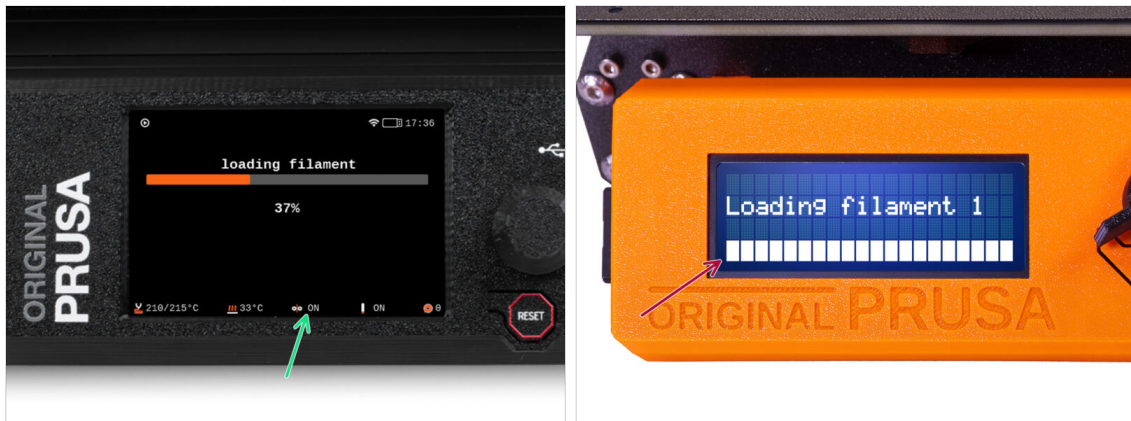 17:36
loading filament
37%
210/215°C 33°C ON ON 0
ORIGINAL
PRUSA
RESET
Loading filament 1
ORIGINAL PRUSA